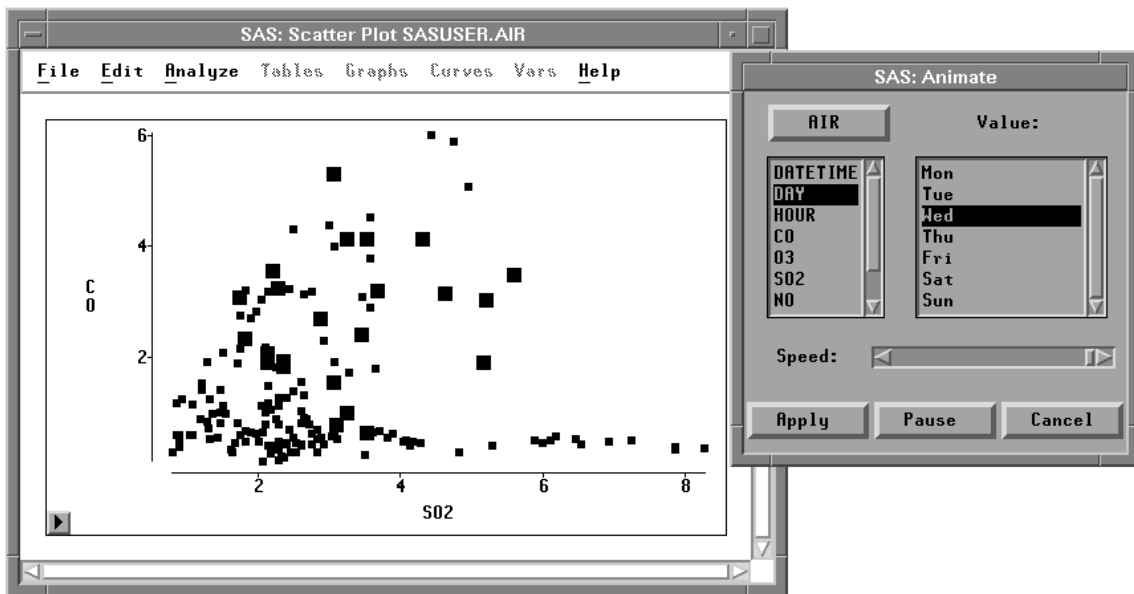 SAS: Scatter Plot SASUSER.AIR
File Edit Analyze Tables Graphs Curves Vars Help
6
4
2
C
O
2 4 6 8
SO2
SAS: Animate
AIR Value:
DATETIME
DAY
HOUR
CO
O3
SO2
NO
Mon
Tue
Wed
Thu
Fri
Sat
Sun
Speed:
Apply Pause Cancel